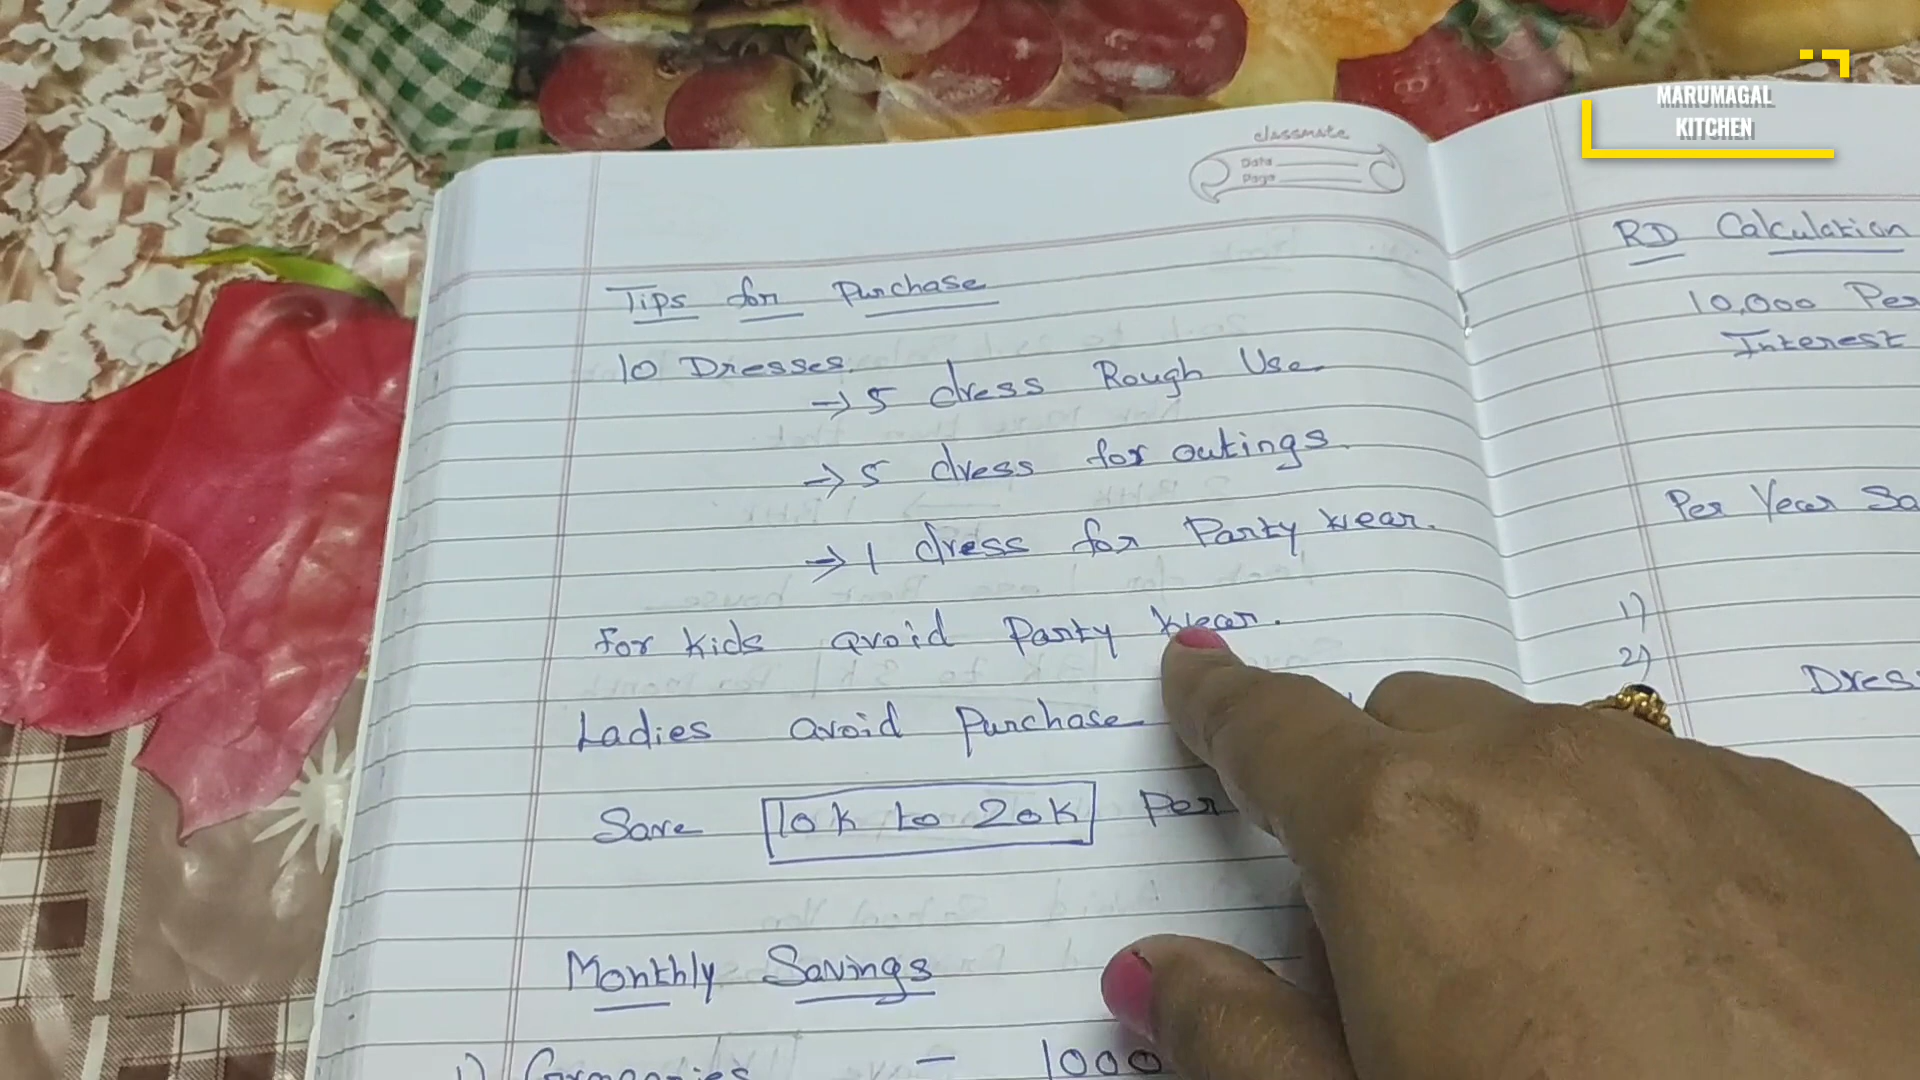 MARUMAGAL
KITCHEN
classmate
Date
Page
Tips for Purchase
10 Dresses.
→ 5 dress Rough Use.
→ 5 dress for outings.
→ 1 dress for Party wear.
for kids avoid Party wear.
Ladies avoid Purchase
Save 10k to 20k Per
Monthly Savings
1) Groceries - 1000
RD Calculation
10,000 Per
Interest
Per Year
1)
2)